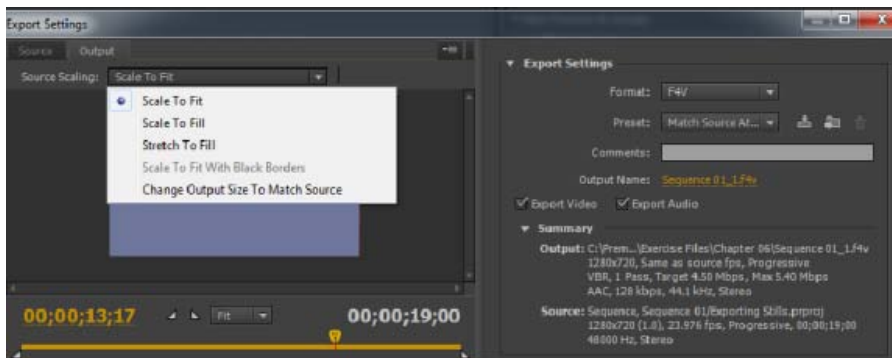 Export Settings
Source Output
Source Scaling: Scale To Fit
Scale To Fit
Scale To Fill
Stretch To Fill
Scale To Fit With Black Borders
Change Output Size To Match Source
00;00;13;17 Fit 00;00;19;00
Export Settings
Format: F4V
Preset: Match Source At...
Comments:
Output Name: Sequence 01_1.f4v
Export Video Export Audio
Summary
Output: C:\Prem...\Exercise Files\Chapter 06\Sequence 01_1.f4v
1280x720, Same as source fps, Progressive
VBR, 1 Pass, Target 4.50 Mbps, Max 5.40 Mbps
AAC, 128 kbps, 44.1 kHz, Stereo
Source: Sequence, Sequence 01/Exporting Stills.prproj
1280x720 (1.0), 23.976 fps, Progressive, 00;00;19;00
48000 Hz, Stereo